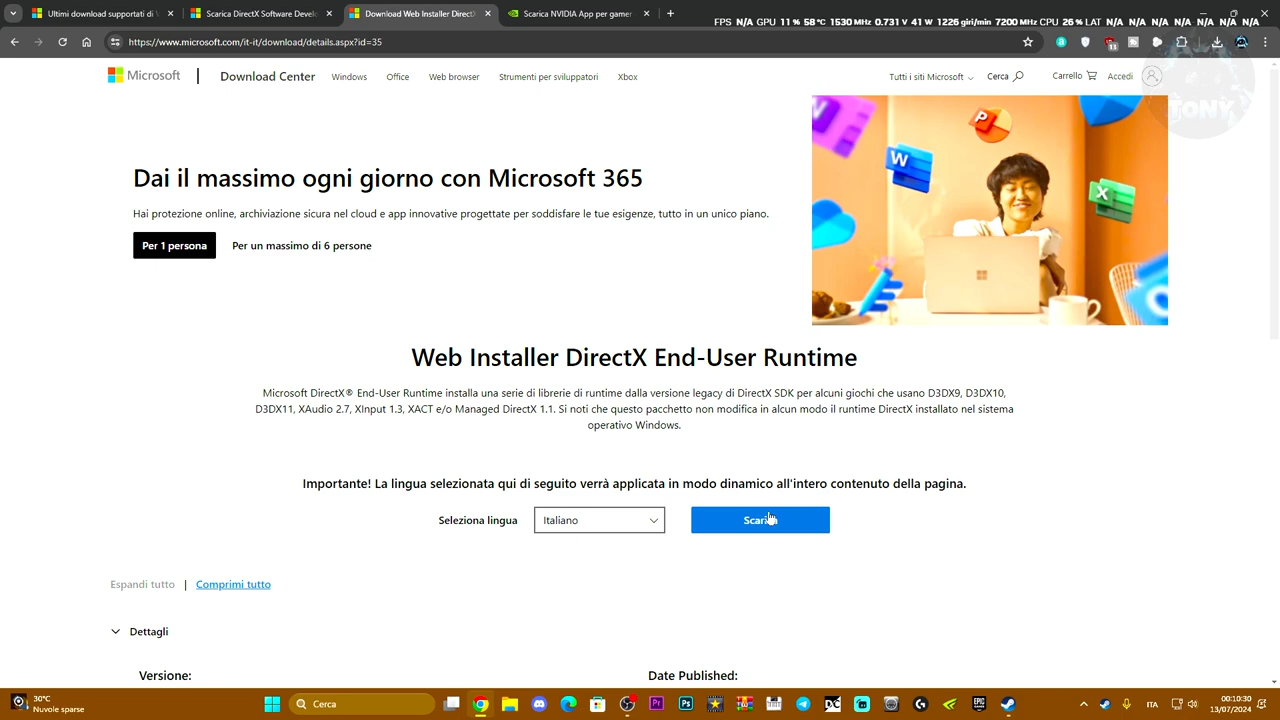 Ultimi download supportati di V
Scarica DirectX Software Develo
Download Web Installer DirectX
Scarica NVIDIA App per gamer
FPS N/A GPU 11 % 58 °C 1530 MHz 0.731 V 41 W 1226 giri/min 7200 MHz CPU 26 % LAT N/A N/A N/A N/A N/A N/A N/A
https://www.microsoft.com/it-it/download/details.aspx?id=35
Microsoft
Download Center
Windows
Office
Web browser
Strumenti per sviluppatori
Xbox
Tutti i siti Microsoft
Cerca
Carrello
Accedi
TONY
Dai il massimo ogni giorno con Microsoft 365
Hai protezione online, archiviazione sicura nel cloud e app innovative progettate per soddisfare le tue esigenze, tutto in un unico piano.
Per 1 persona
Per un massimo di 6 persone
Web Installer DirectX End-User Runtime
Microsoft DirectX® End-User Runtime installa una serie di librerie di runtime dalla versione legacy di DirectX SDK per alcuni giochi che usano D3DX9, D3DX10,
D3DX11, XAudio 2.7, XInput 1.3, XACT e/o Managed DirectX 1.1. Si noti che questo pacchetto non modifica in alcun modo il runtime DirectX installato nel sistema
operativo Windows.
Importante! La lingua selezionata qui di seguito verrà applicata in modo dinamico all'intero contenuto della pagina.
Seleziona lingua
Italiano
Espandi tutto | Comprimi tutto
Dettagli
Versione:
Date Published:
30°C
Nuvole sparse
Cerca
ITA
00:10:30
13/07/2024